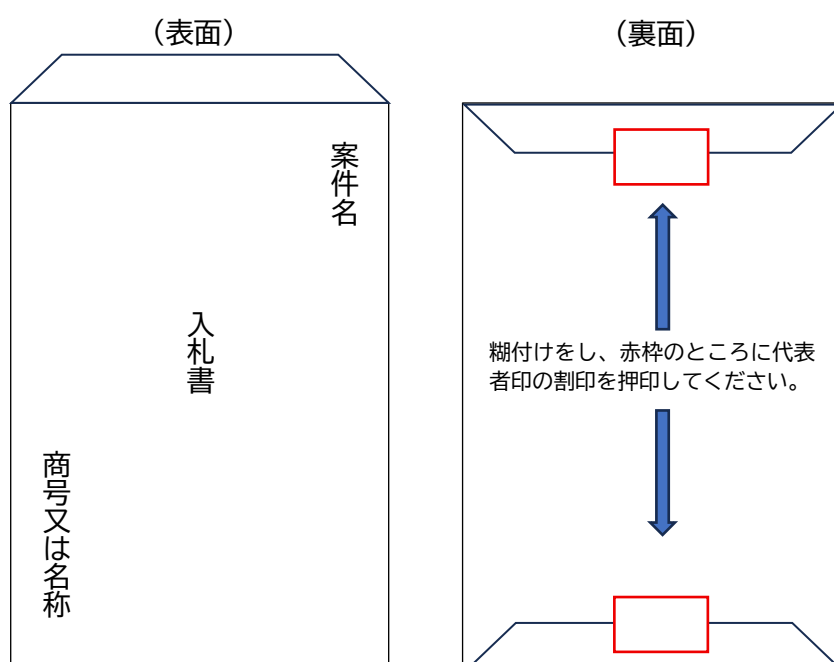 （表面）
案件名
入札書
商号又は名称
（裏面）
糊付けをし、赤枠のところに代表
者印の割印を押印してください。